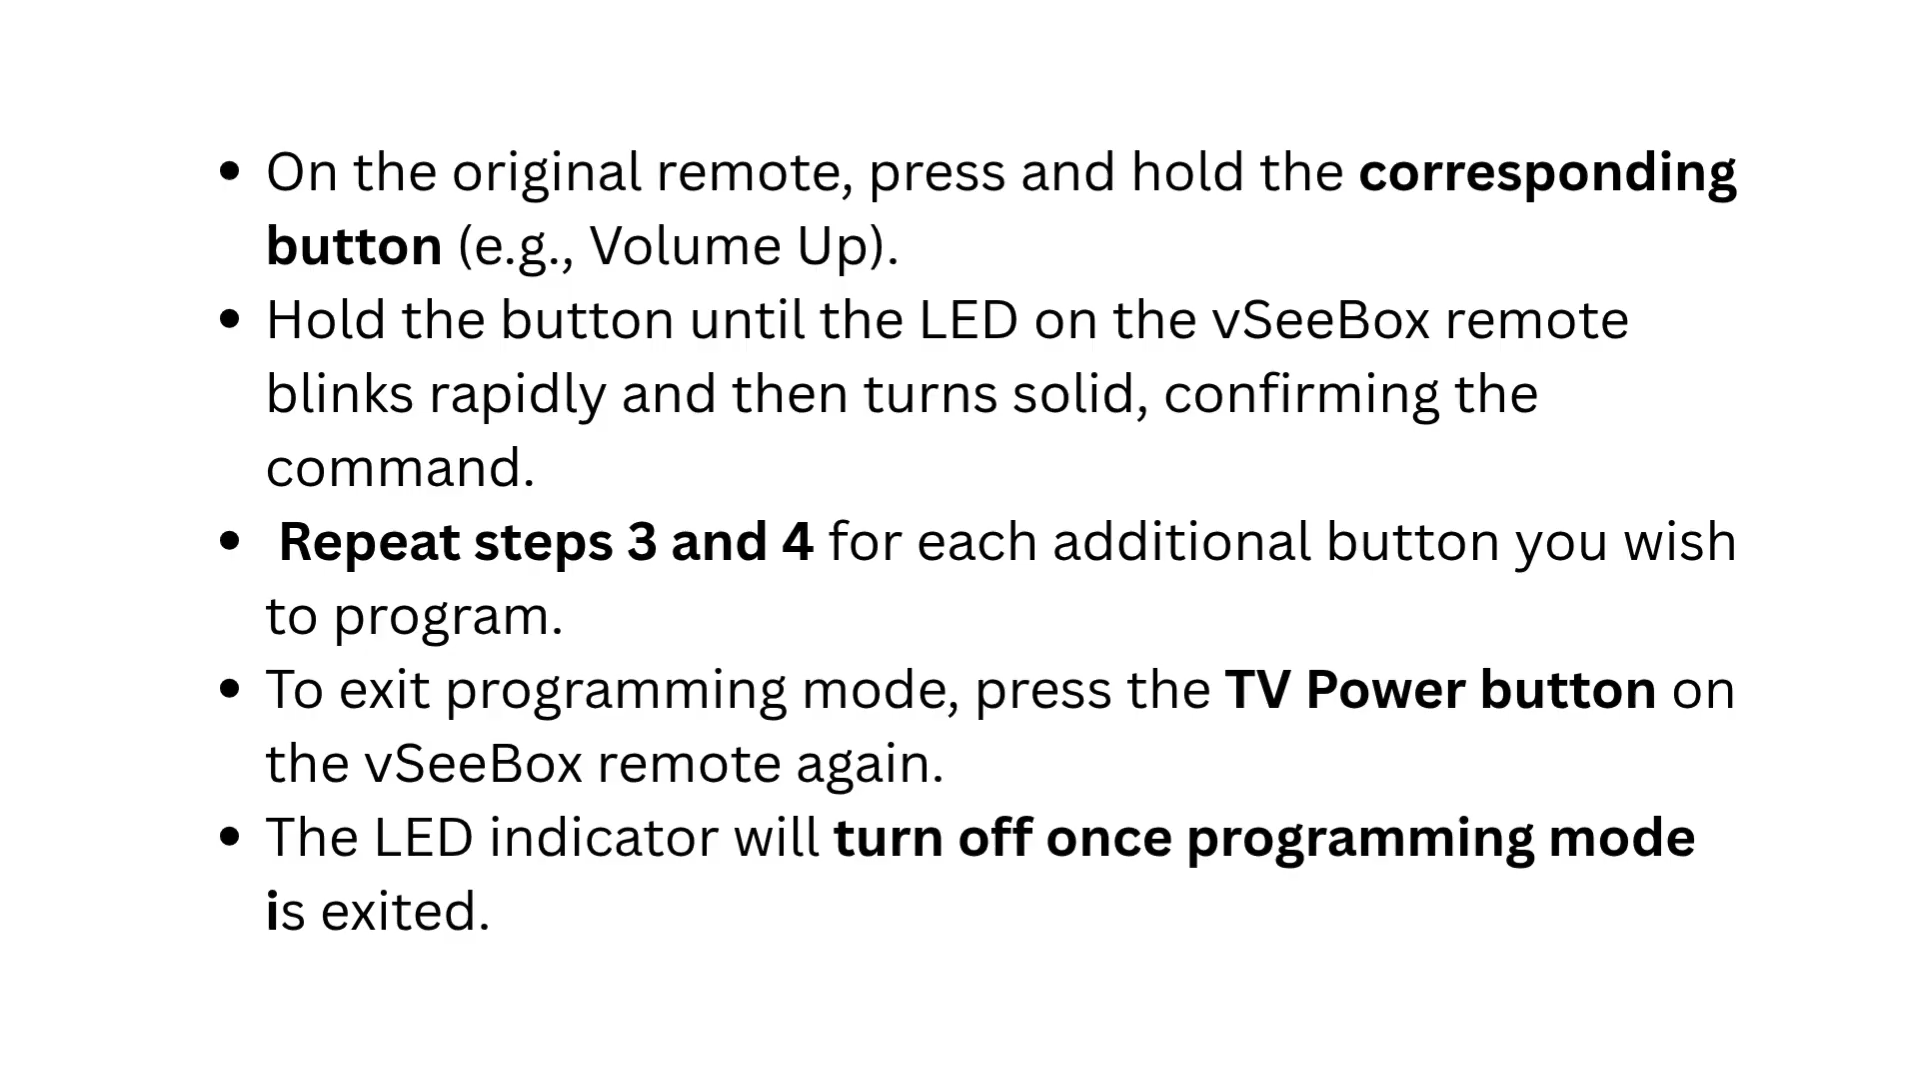 • On the original remote, press and hold the corresponding
button (e.g., Volume Up).
• Hold the button until the LED on the vSeeBox remote
blinks rapidly and then turns solid, confirming the
command.
• Repeat steps 3 and 4 for each additional button you wish
to program.
• To exit programming mode, press the TV Power button on
the vSeeBox remote again.
• The LED indicator will turn off once programming mode
is exited.